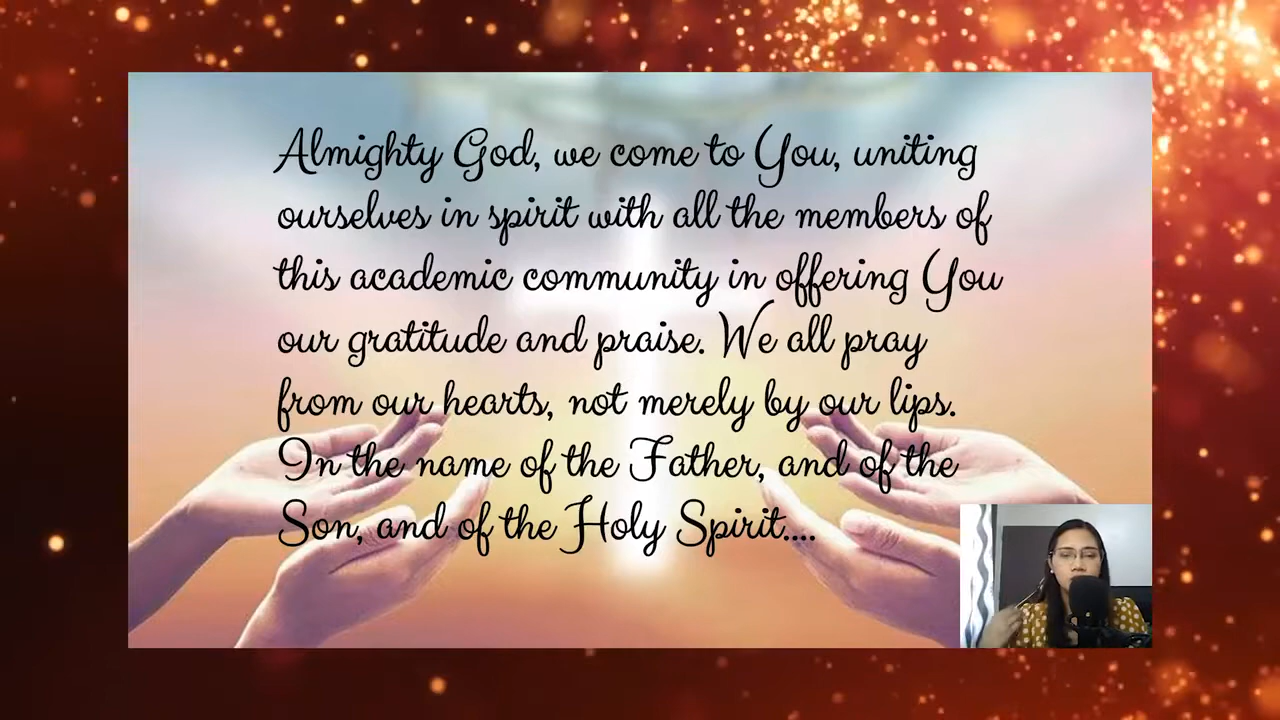 Almighty God, we come to You, uniting
ourselves in spirit with all the members of
this academic community in offering You
our gratitude and praise. We all pray
from our hearts, not merely by our lips.
In the name of the Father, and of the
Son, and of the Holy Spirit....